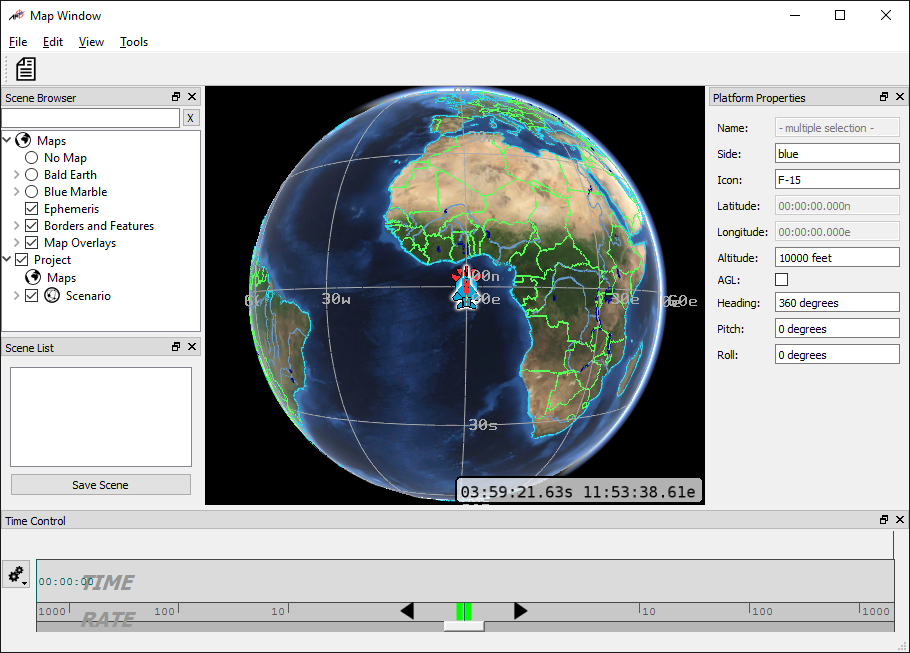 Map Window
File Edit View Tools
Scene Browser
X
Maps
No Map
Bald Earth
Blue Marble
Ephemeris
Borders and Features
Map Overlays
Project
Maps
Scenario
Scene List
Save Scene
30w
00n
00e
30e
60e
30s
03:59:21.63s 11:53:38.61e
Platform Properties
Name: - multiple selection -
Side: blue
Icon: F-15
Latitude: 00:00:00.000n
Longitude: 00:00:00.000e
Altitude: 10000 feet
AGL:
Heading: 360 degrees
Pitch: 0 degrees
Roll: 0 degrees
Time Control
00:00:00 TIME
1000 100 10 10 100 1000
RATE